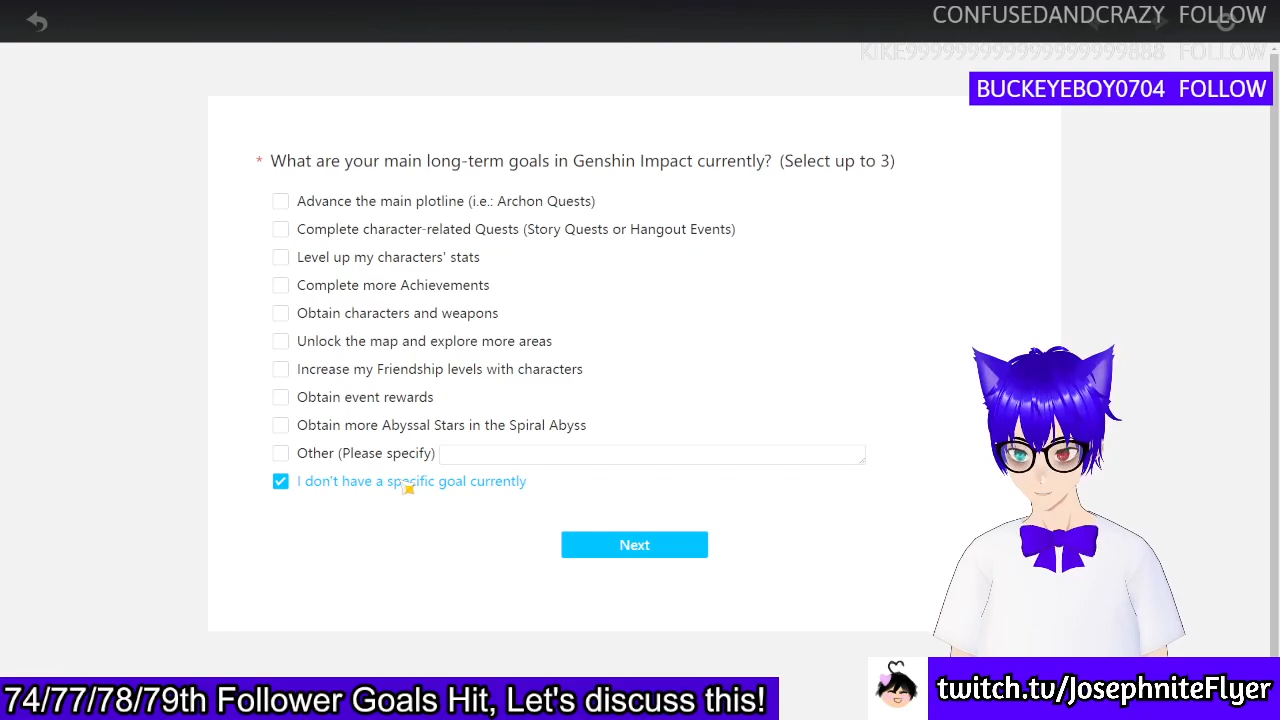 CONFUSEDANDCRAZY FOLLOW
FOLLOW
BUCKEYEBOY0704 FOLLOW
* What are your main long-term goals in Genshin Impact currently? (Select up to 3)
Advance the main plotline (i.e.: Archon Quests)
Complete character-related Quests (Story Quests or Hangout Events)
Level up my characters' stats
Complete more Achievements
Obtain characters and weapons
Unlock the map and explore more areas
Increase my Friendship levels with characters
Obtain event rewards
Obtain more Abyssal Stars in the Spiral Abyss
Other (Please specify)
I don't have a specific goal currently
Next
74/77/78/79th Follower Goals Hit, Let's discuss this!
twitch.tv/JosephniteFlyer